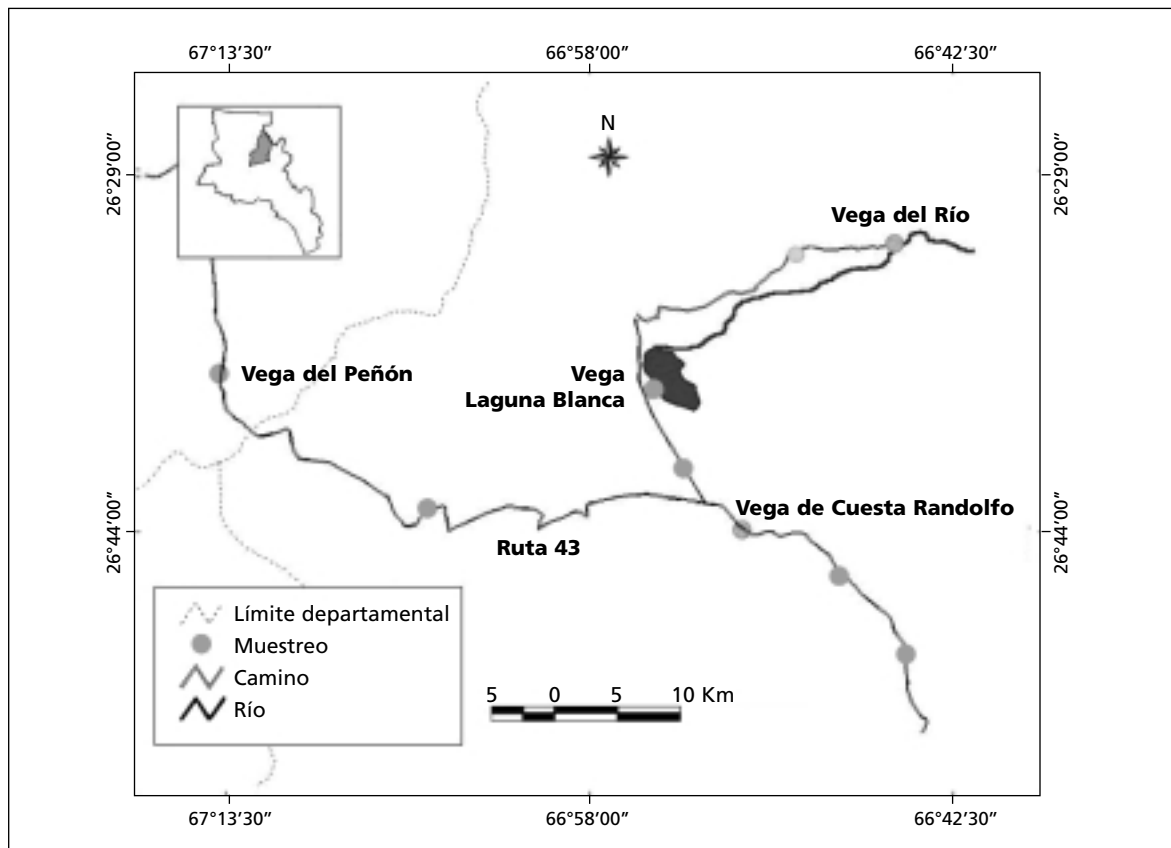 67°13'30” 66°58'00” 66°42'30”
N
26°29'00” 26°29'00”
Vega del Río
Vega del Peñón
Vega
Laguna Blanca
Vega de Cuesta Randolfo
26°44'00” 26°44'00”
Ruta 43
Límite departamental
Muestreo
Camino
Río
5 0 5 10 Km
67°13'30” 66°58'00” 66°42'30”